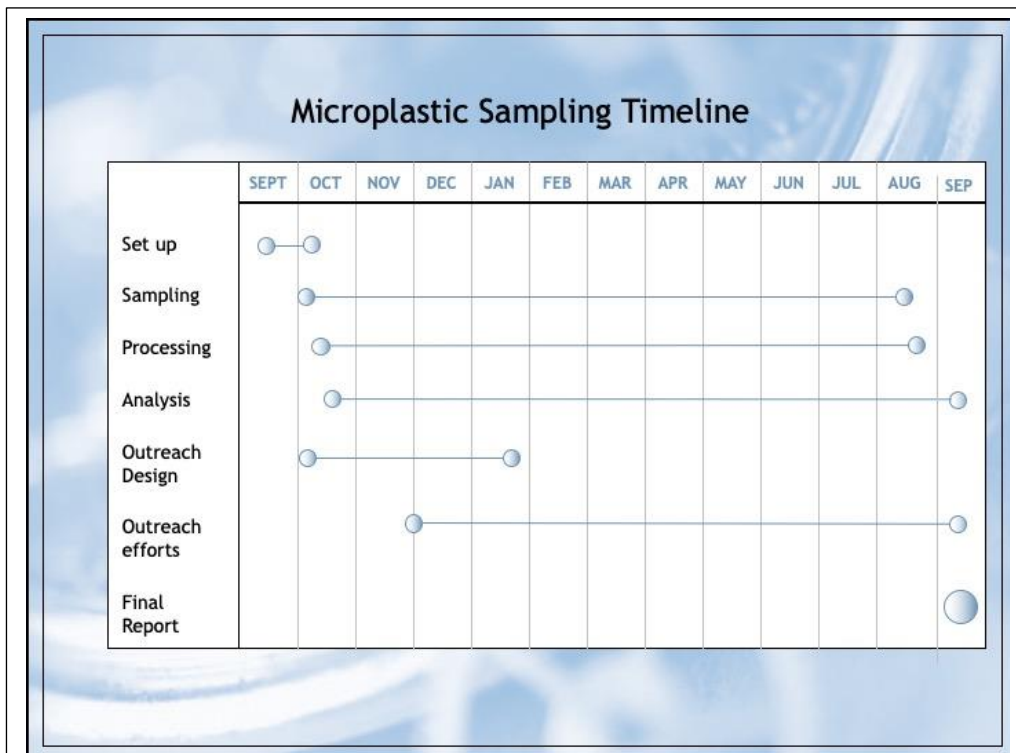 Microplastic Sampling Timeline
SEPT OCT NOV DEC JAN FEB MAR APR MAY JUN JUL AUG SEP
Set up
Sampling
Processing
Analysis
Outreach
Design
Outreach
efforts
Final
Report